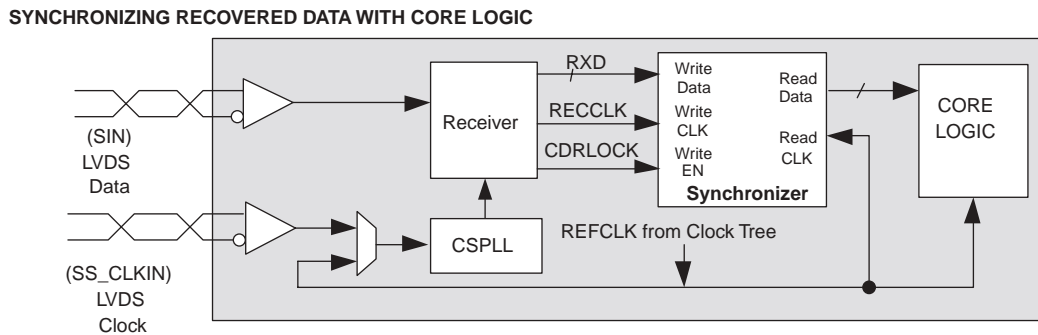 SYNCHRONIZING RECOVERED DATA WITH CORE LOGIC
(SIN)
LVDS
Data
Receiver
RXD
RECCLK
CDRLOCK
Write
Data
Write
CLK
Write
EN
Read
Data
Read
CLK
Synchronizer
CORE
LOGIC
(SS_CLKIN)
LVDS
Clock
CSPLL
REFCLK from Clock Tree